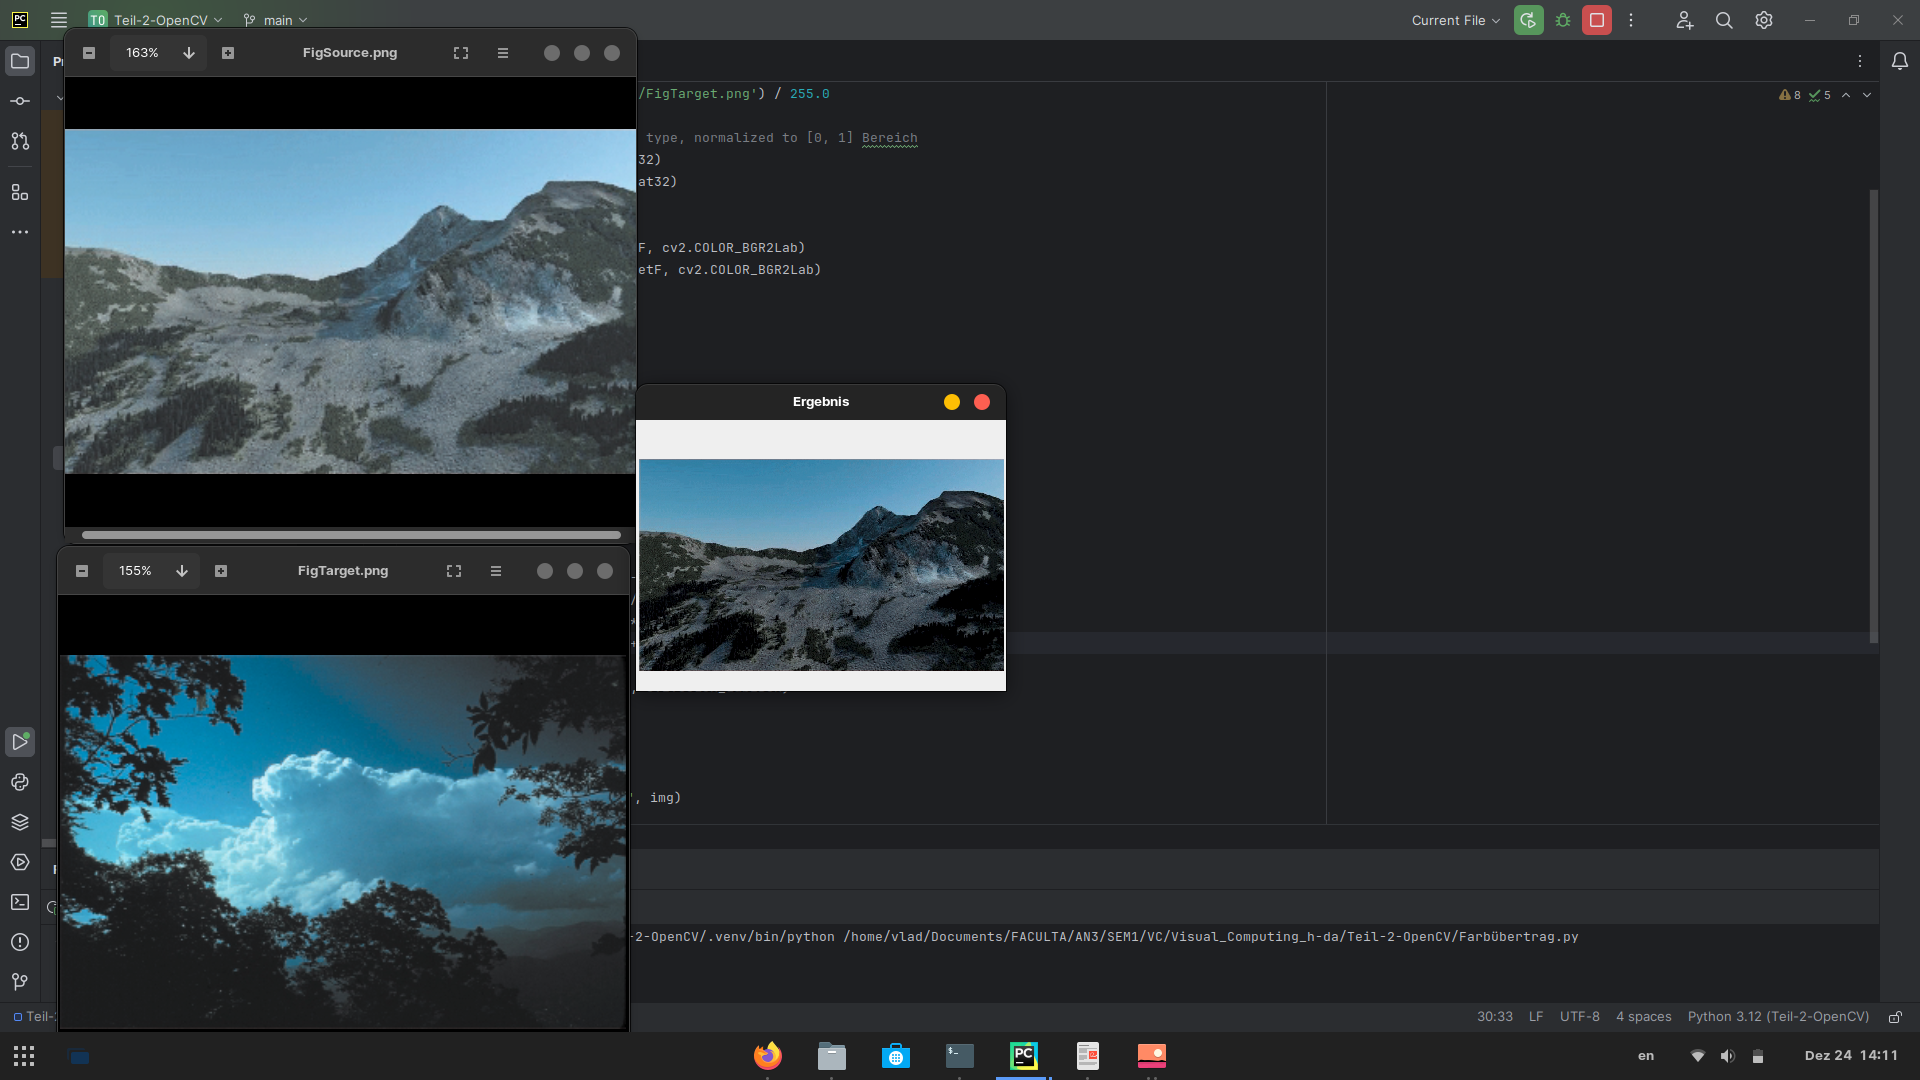 TO Teil-2-OpenCV main Current File
163% FigSource.png
/FigTarget.png') / 255.0
8 5
type, normalized to [0, 1] Bereich
32)
at32)
F, cv2.COLOR_BGR2Lab)
etF, cv2.COLOR_BGR2Lab)
Ergebnis
155% FigTarget.png
', img)
-2-OpenCV/.venv/bin/python /home/vlad/Documents/FACULTA/AN3/SEM1/VC/Visual_Computing_h-da/Teil-2-OpenCV/Farbübertrag.py
Teil- 30:33 LF UTF-8 4 spaces Python 3.12 (Teil-2-OpenCV)
PC en Dez 24 14:11